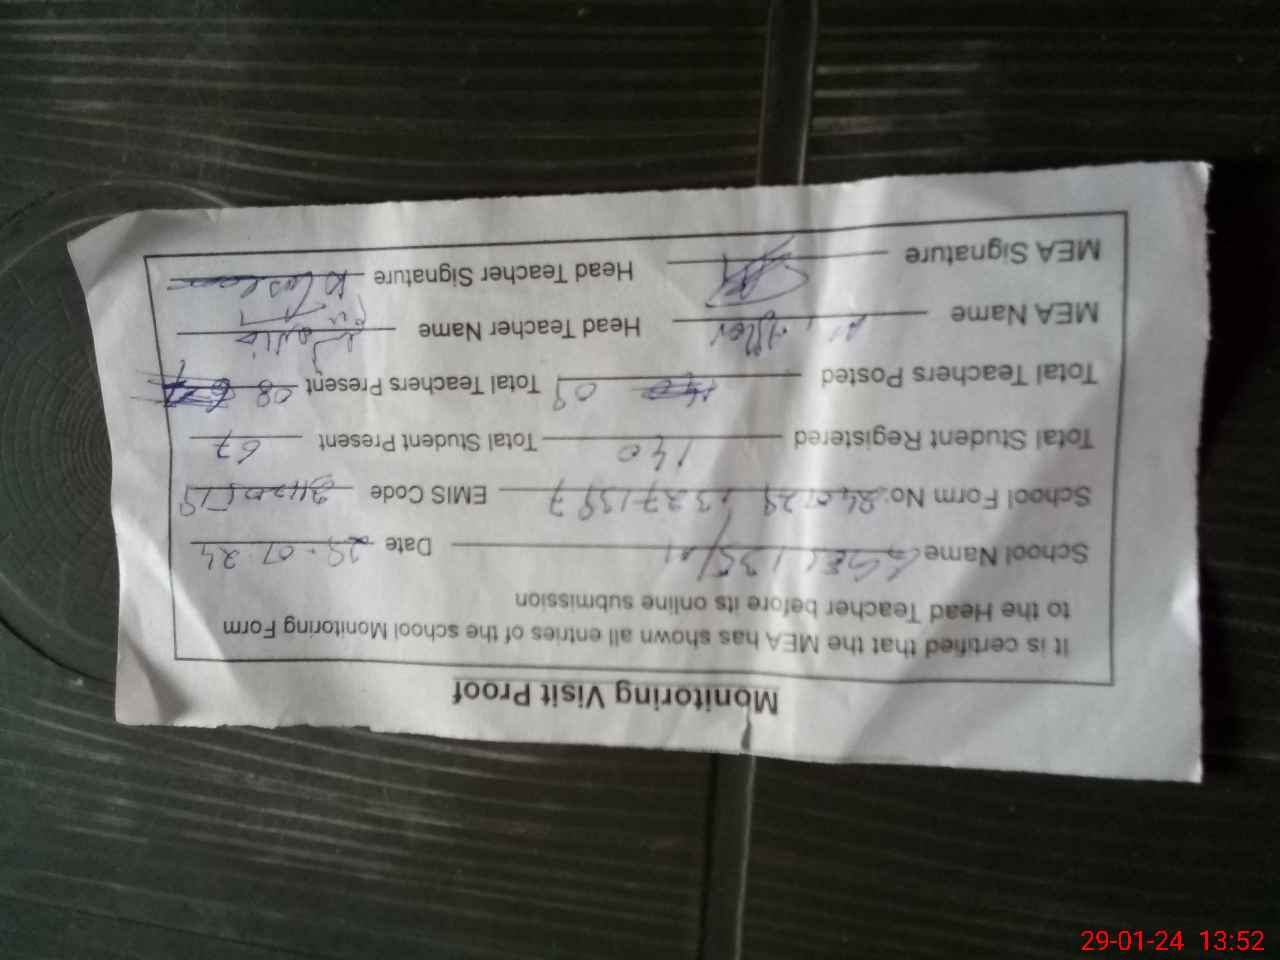 Monitoring Visit Proof
It is certified that the MEA has shown all entries of the school Monitoring Form
to the Head Teacher before its online submission
School Name Date 29.01.24
School Form No. EMIS Code
Total Student Registered 140 Total Student Present 67
Total Teachers Posted 09 Total Teachers Present 08
MEA Name Head Teacher Name
MEA Signature Head Teacher Signature
29-01-24 13:52